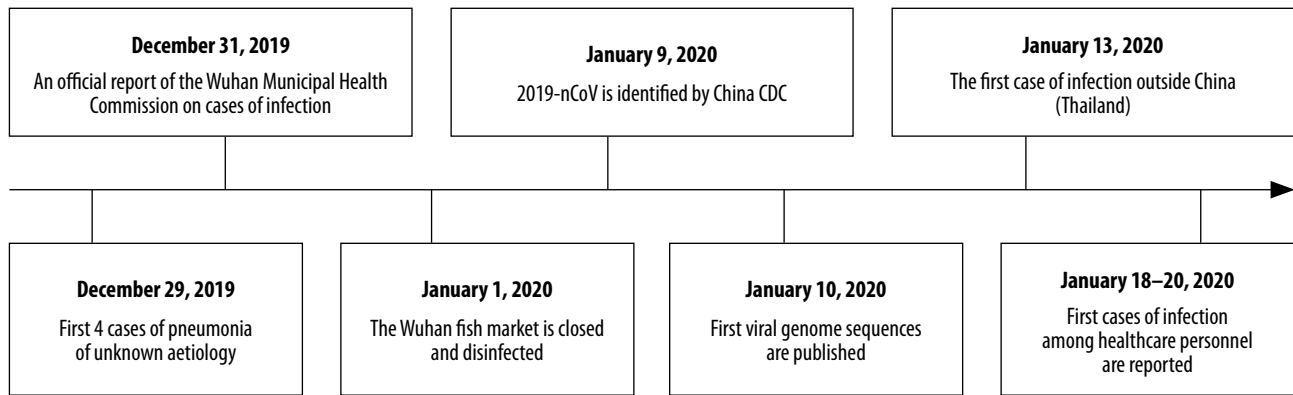 December 31, 2019
An official report of the Wuhan Municipal Health
Commission on cases of infection
January 9, 2020
2019-nCoV is identified by China CDC
January 13, 2020
The first case of infection outside China
(Thailand)
December 29, 2019
First 4 cases of pneumonia
of unknown aetiology
January 1, 2020
The Wuhan fish market is closed
and disinfected
January 10, 2020
First viral genome sequences
are published
January 18–20, 2020
First cases of infection
among healthcare personnel
are reported